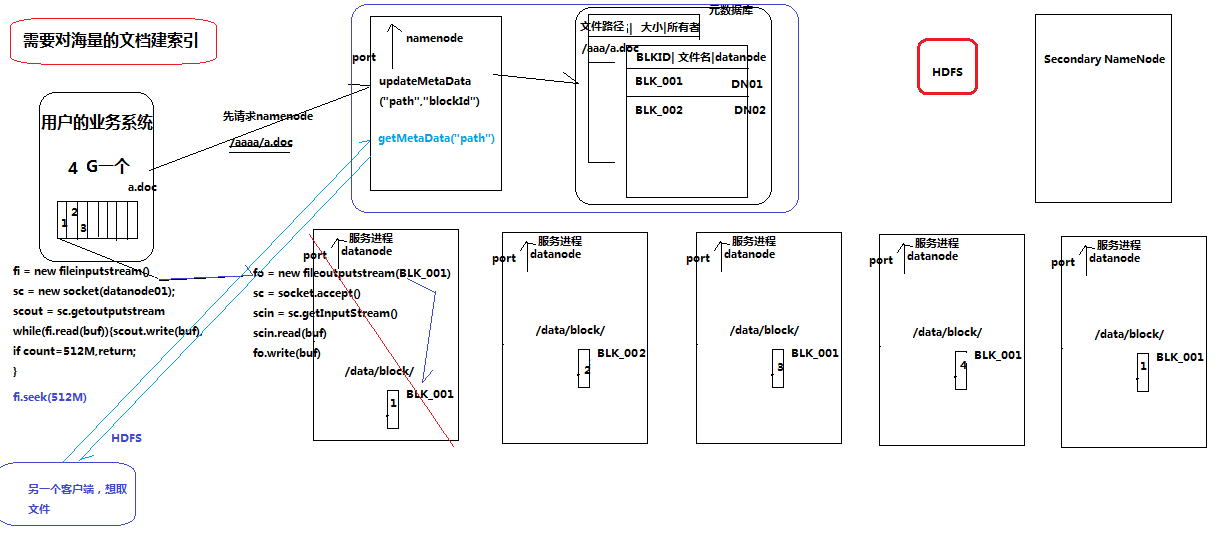 需要对海量的文档建索引
用户的业务系统
4 G一个
a.doc
1
2
3
先请求namenode
/aaaa/a.doc
namenode
port
updateMetaData
("path","blockId")
getMetaData("path")
元数据库
文件路径 || 大小|所有者
/aaa/a.doc
BLKID| 文件名|datanode
BLK_001 DN01
BLK_002 DN02
HDFS
Secondary NameNode
fi = new fileinputstream()
sc = new socket(datanode01);
scout = sc.getoutputstream
while(fi.read(buf)){scout.write(buf),
if count=512M,return;
}
fi.seek(512M)
HDFS
另一个客户端，想取
文件
服务进程
port datanode
fo = new fileoutputstream(BLK_001)
sc = socket.accept()
scin = sc.getInputStream()
scin.read(buf)
fo.write(buf)
/data/block/
BLK_001
1
服务进程
port datanode
/data/block/
BLK_002
2
服务进程
port datanode
/data/block/
BLK_001
3
服务进程
port datanode
/data/block/
BLK_001
4
服务进程
port datanode
/data/block/
BLK_001
1